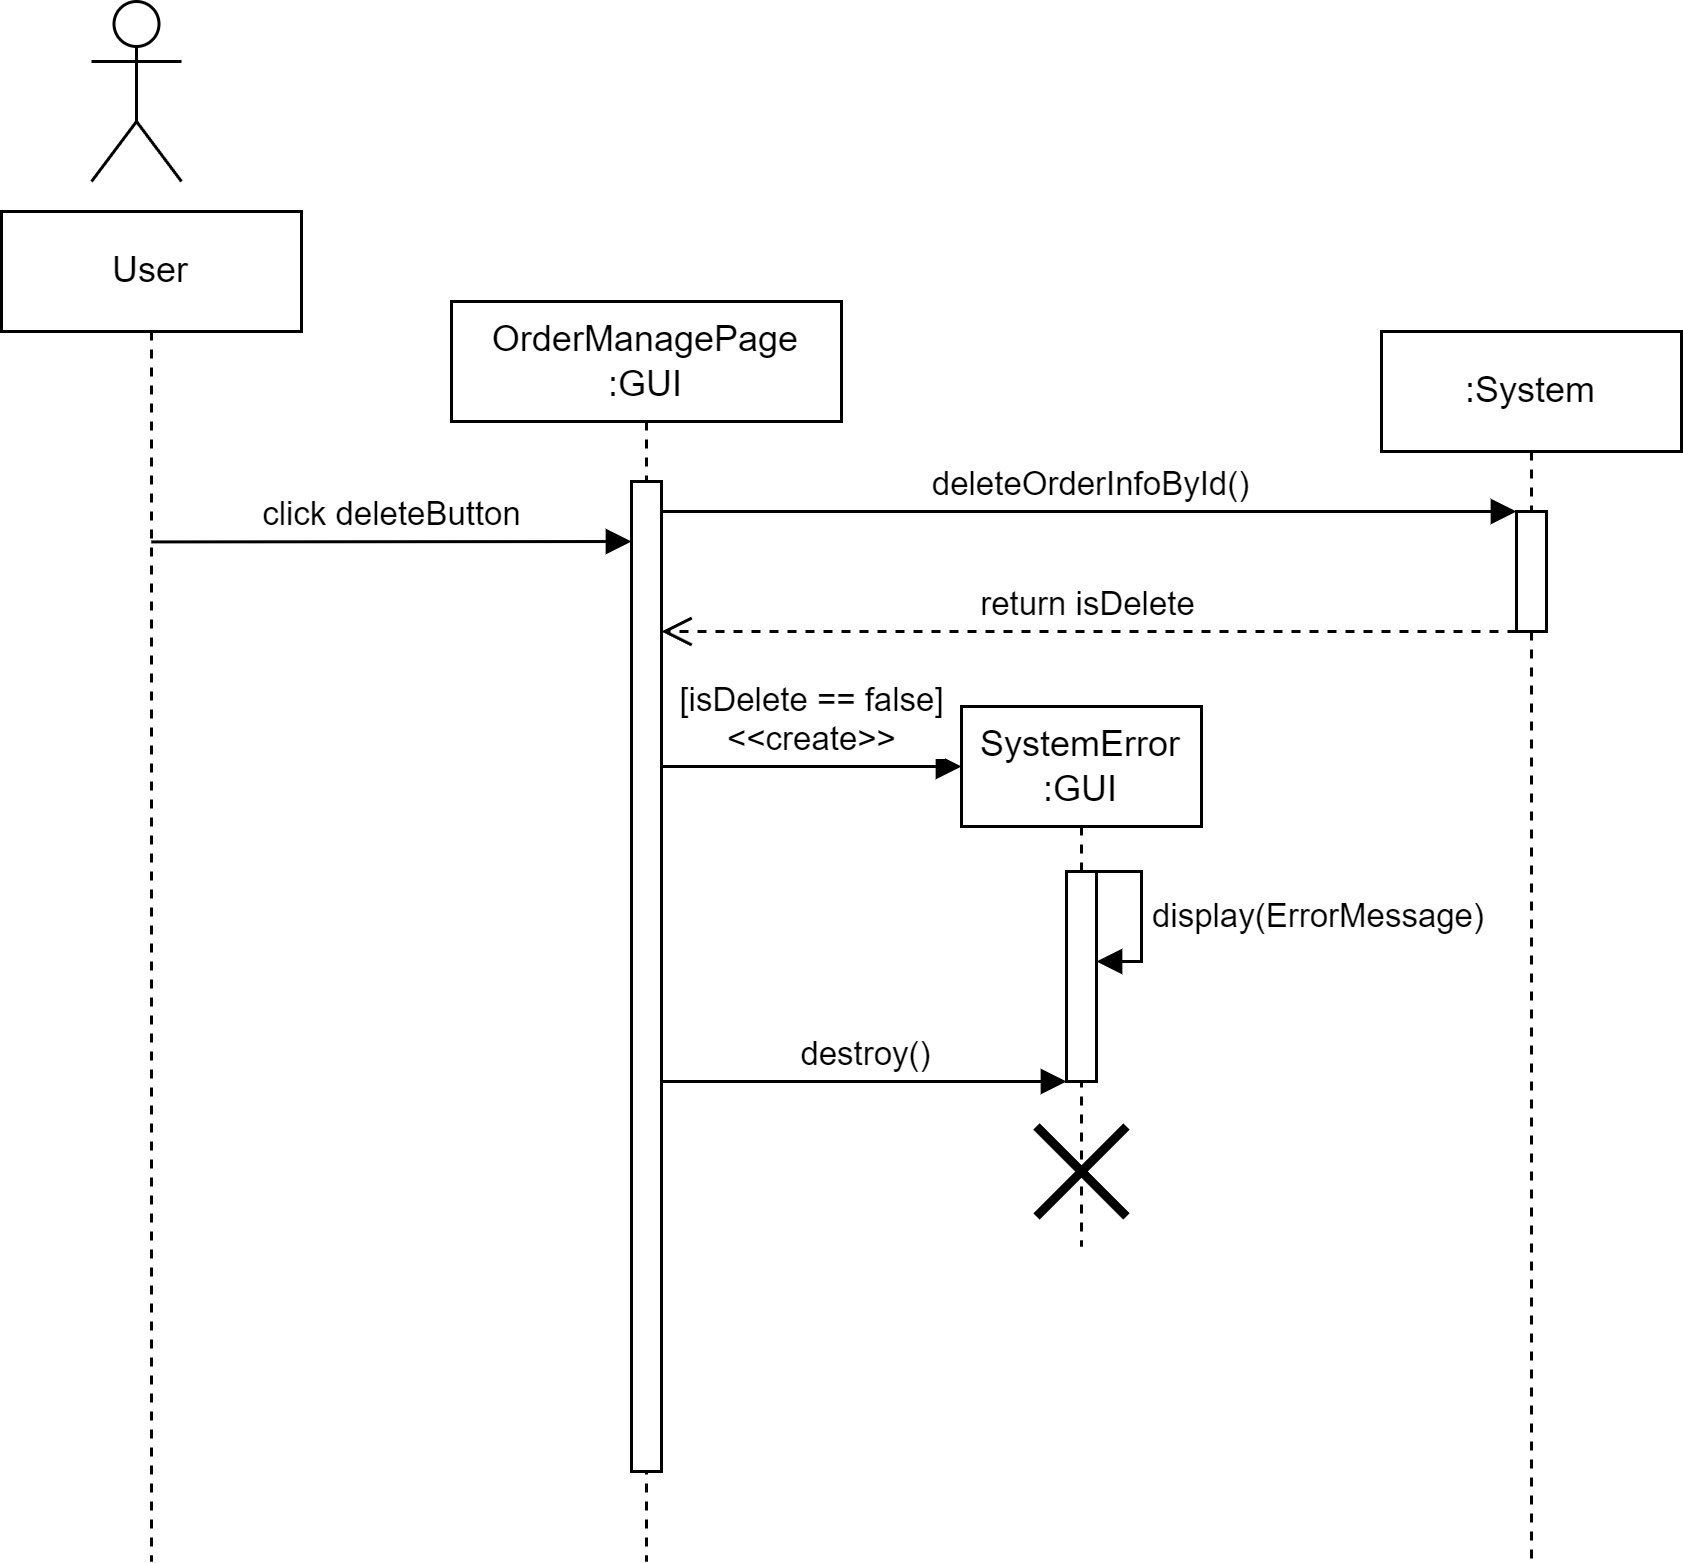 User
OrderManagePage
:GUI
:System
deleteOrderInfoById()
click deleteButton
return isDelete
[isDelete == false]
<<create>>
SystemError
:GUI
display(ErrorMessage)
destroy()